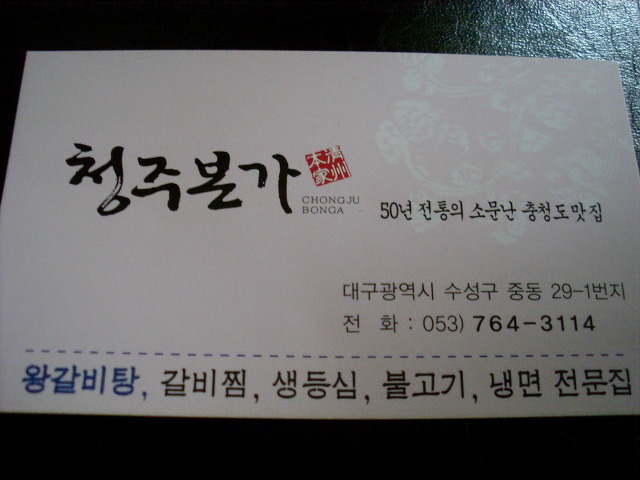 청주본가
清州
本家
CHONGJU
BONGA
50년 전통의 소문난 충청도맛집
대구광역시 수성구 중동 29-1번지
전 화 : 053) 764-3114
왕갈비탕, 갈비찜, 생등심, 불고기, 냉면 전문집